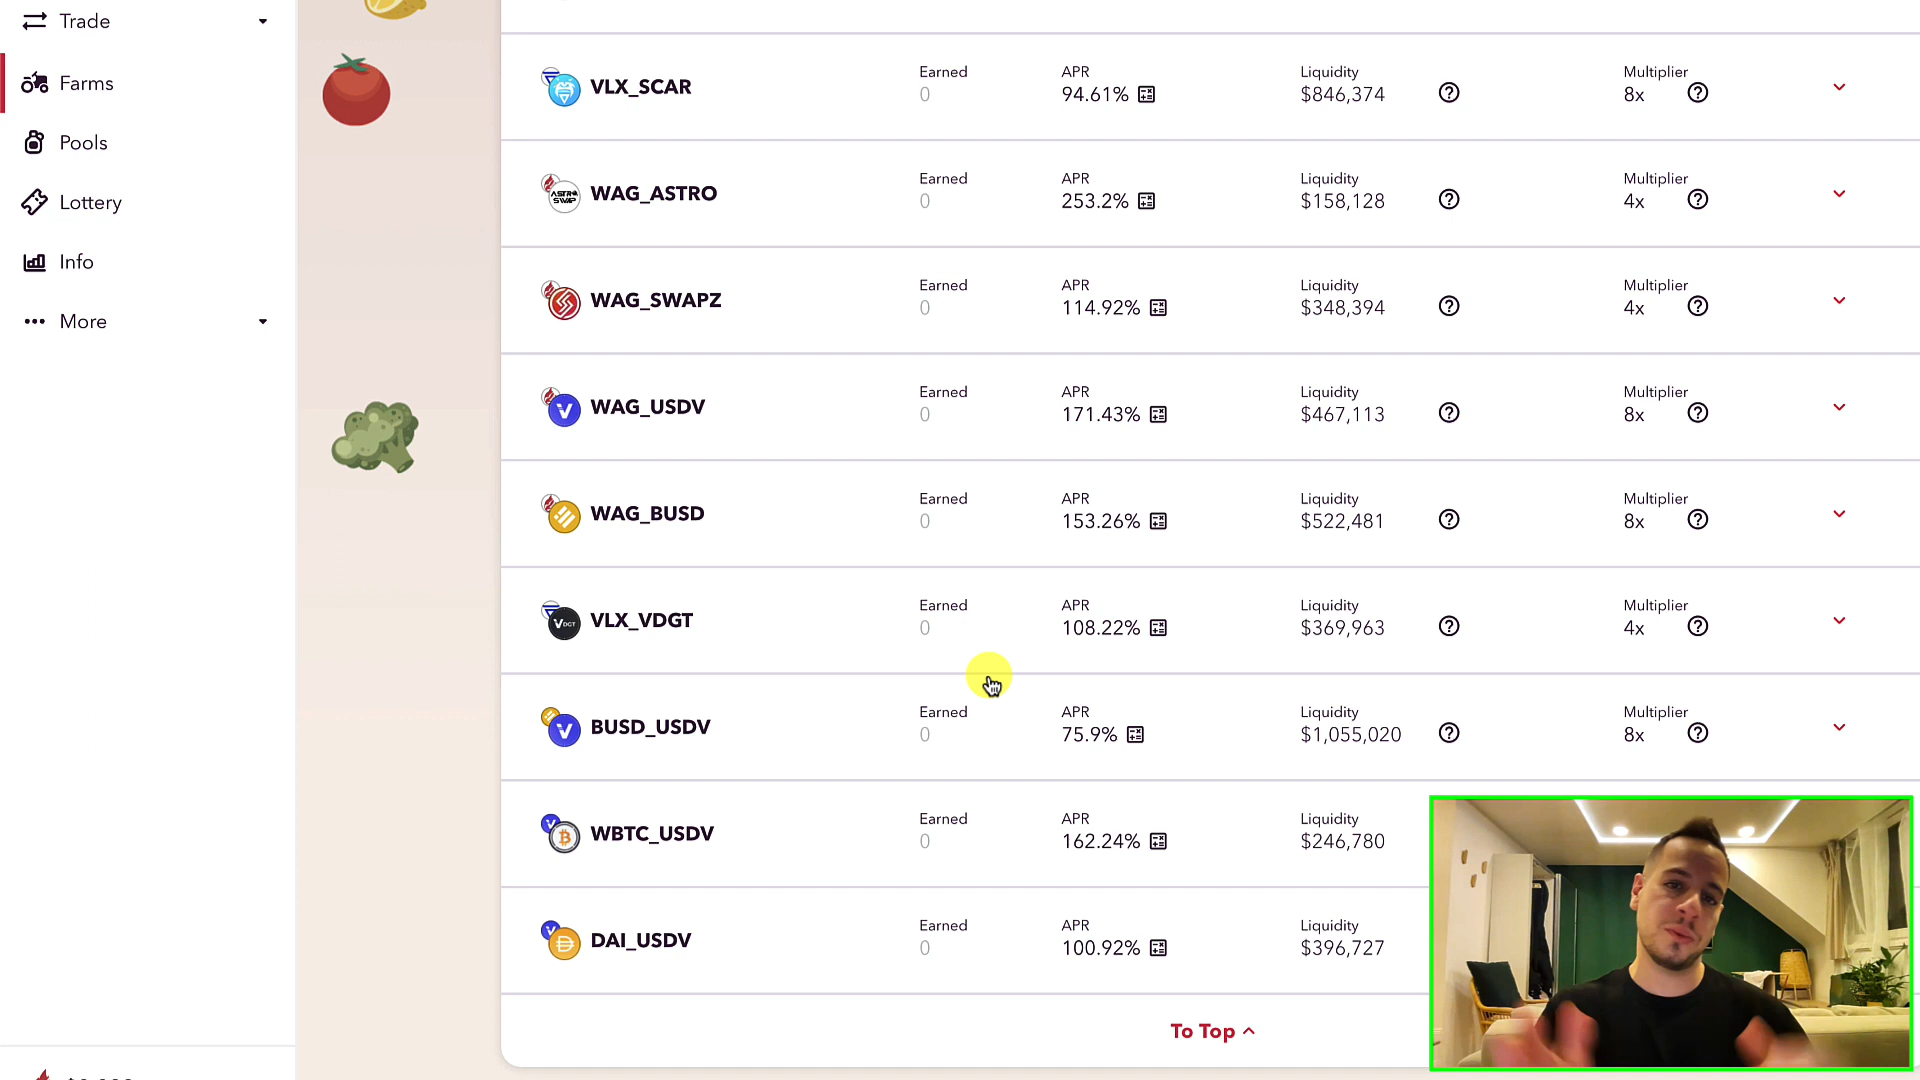 Trade
Farms
Pools
Lottery
Info
More
VLX_SCAR
Earned
0
APR
94.61%
Liquidity
$846,374
Multiplier
8x
WAG_ASTRO
ASTRO
SWAP
Earned
0
APR
253.2%
Liquidity
$158,128
Multiplier
4x
WAG_SWAPZ
Earned
0
APR
114.92%
Liquidity
$348,394
Multiplier
4x
WAG_USDV
Earned
0
APR
171.43%
Liquidity
$467,113
Multiplier
8x
WAG_BUSD
Earned
0
APR
153.26%
Liquidity
$522,481
Multiplier
8x
VLX_VDGT
VDGT
Earned
0
APR
108.22%
Liquidity
$369,963
Multiplier
4x
BUSD_USDV
Earned
0
APR
75.9%
Liquidity
$1,055,020
Multiplier
8x
WBTC_USDV
Earned
0
APR
162.24%
Liquidity
$246,780
DAI_USDV
Earned
0
APR
100.92%
Liquidity
$396,727
To Top